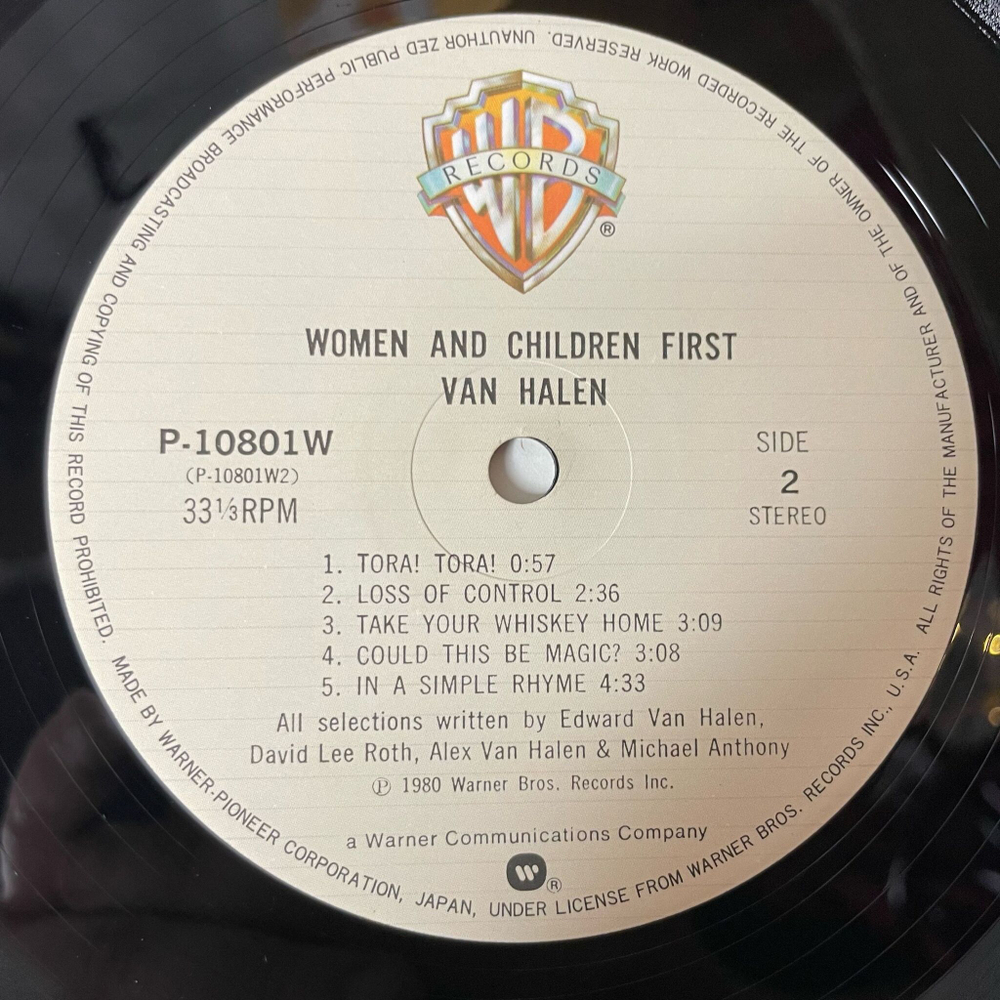 WB
RECORDS
®
WOMEN AND CHILDREN FIRST
VAN HALEN
P-10801W
(P-10801W2)
33⅓RPM
SIDE
2
STEREO
1. TORA! TORA! 0:57
2. LOSS OF CONTROL 2:36
3. TAKE YOUR WHISKEY HOME 3:09
4. COULD THIS BE MAGIC? 3:08
5. IN A SIMPLE RHYME 4:33
All selections written by Edward Van Halen,
David Lee Roth, Alex Van Halen & Michael Anthony
℗ 1980 Warner Bros. Records Inc.
a Warner Communications Company
W ®
MADE BY WARNER-PIONEER CORPORATION, JAPAN, UNDER LICENSE FROM WARNER BROS. RECORDS INC., U.S.A. ALL RIGHTS OF THE MANUFACTURER AND OF THE OWNER OF THE RECORDED WORK RESERVED. UNAUTHOR ZED PUBLIC PERFORMANCE BROADCASTING AND COPYING OF THIS RECORD PROHIBITED.